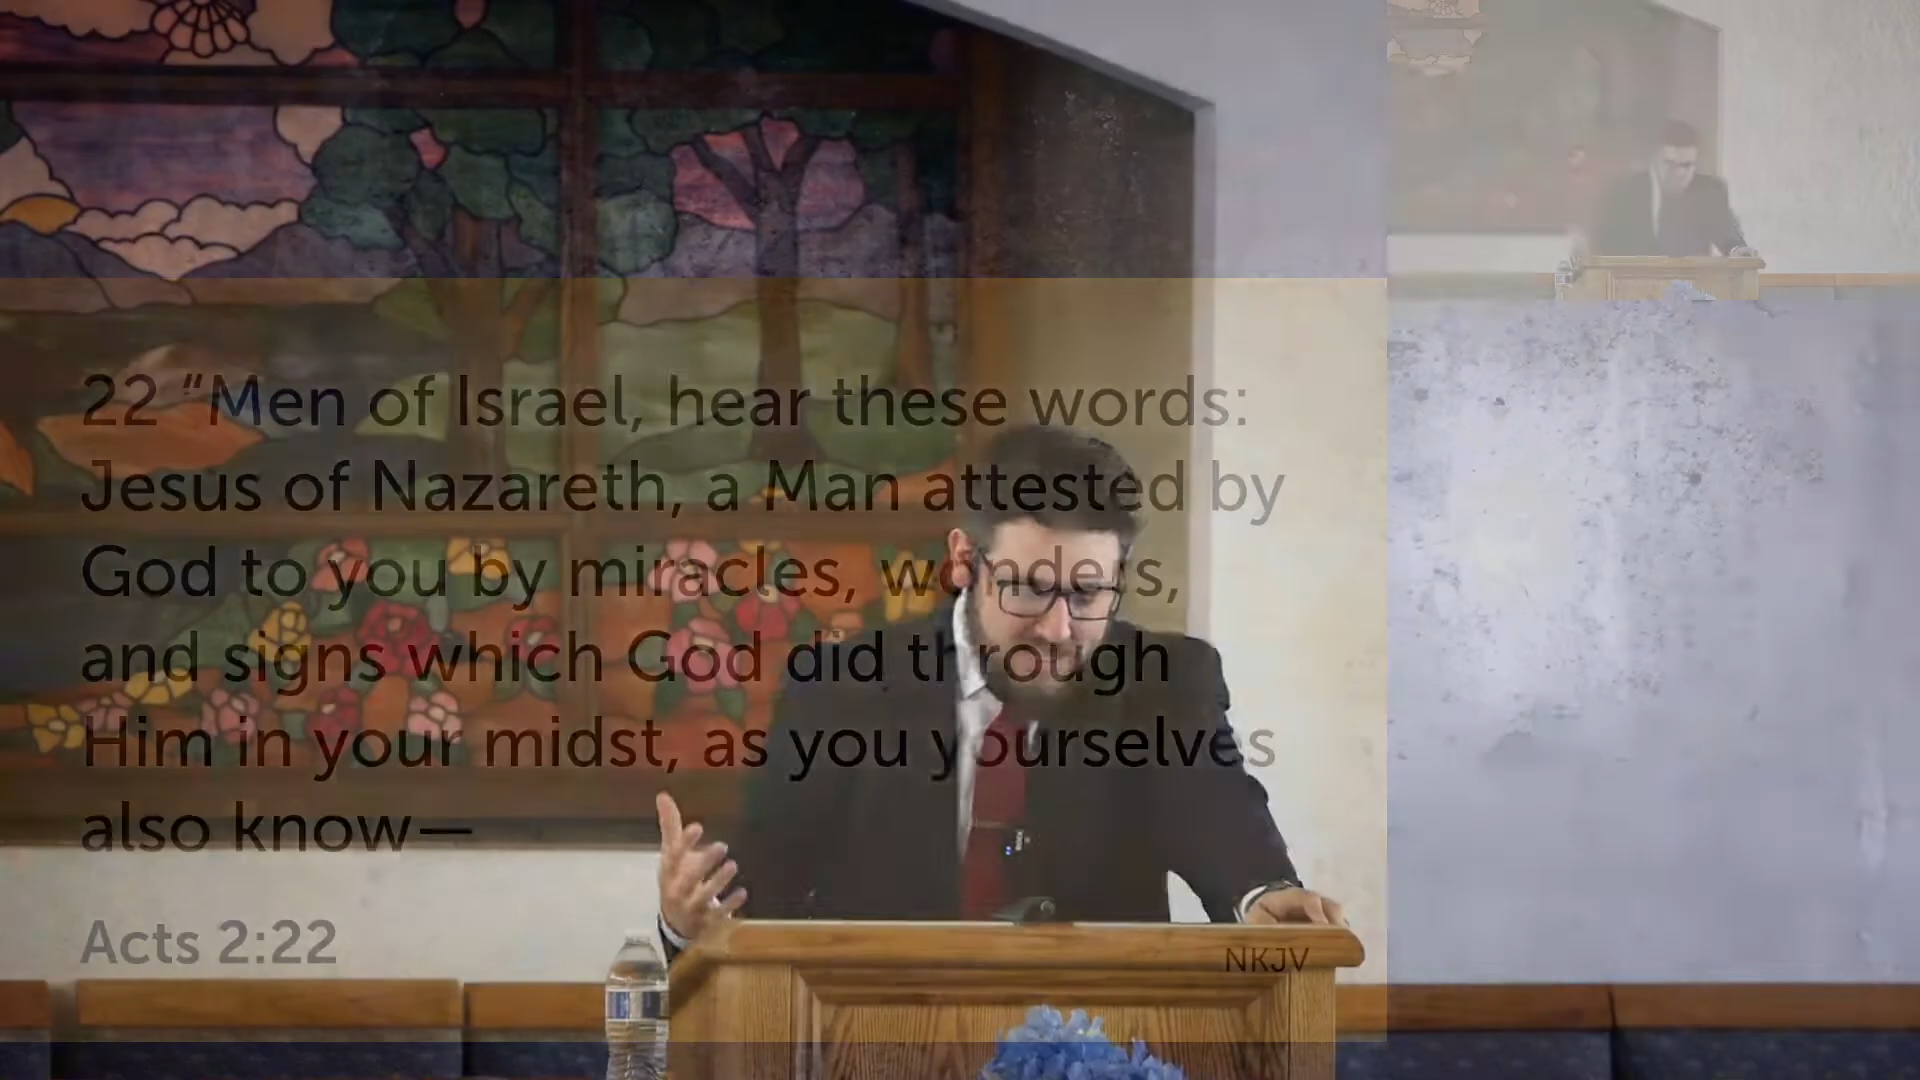 22 “Men of Israel, hear these words:
Jesus of Nazareth, a Man attested by
God to you by miracles, wonders,
and signs which God did through
Him in your midst, as you yourselves
also know—
Acts 2:22
NKJV